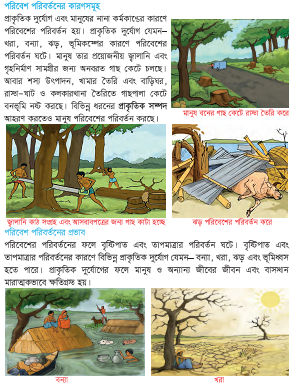 পরিবেশ পরিবর্তনের কারণসমূহ
প্রাকৃতিক দুর্যোগ এবং মানুষের নানা কর্মকাণ্ডের কারণে
পরিবেশের পরিবর্তন হয়। প্রাকৃতিক দুর্যোগ যেমন–
খরা, বন্যা, ঝড়, ভূমিকম্পের কারণে পরিবেশের
পরিবর্তন ঘটে। মানুষ তার প্রয়োজনীয় জ্বালানি এবং
গৃহনির্মাণ সামগ্রীর জন্য অনবরত গাছ কেটে চলছে।
আবার শস্য উৎপাদন, খামার তৈরি এবং বাড়িঘর,
রাস্তা-ঘাট ও কলকারখানা তৈরিতে গাছপালা কেটে
বনভূমি নষ্ট করছে। বিভিন্ন ধরনের প্রাকৃতিক সম্পদ
আহরণ করতেও মানুষ পরিবেশের পরিবর্তন করছে।
মানুষ বনের গাছ কেটে রাস্তা তৈরি করে
জ্বালানি কাঠ সংগ্রহ এবং আসবাবপত্রের জন্য গাছ কাটা হচ্ছে
ঝড় পরিবেশের পরিবর্তন করে
পরিবেশ পরিবর্তনের প্রভাব
পরিবেশের পরিবর্তনের ফলে বৃষ্টিপাত এবং তাপমাত্রার পরিবর্তন ঘটে। বৃষ্টিপাত এবং
তাপমাত্রার পরিবর্তনের কারণে বিভিন্ন প্রাকৃতিক দুর্যোগ যেমন– বন্যা, খরা, ঝড় এবং ভূমিধ্বস
হতে পারে। প্রাকৃতিক দুর্যোগের ফলে মানুষ ও অন্যান্য জীবের জীবন এবং বাসস্থান
মারাত্মকভাবে ক্ষতিগ্রস্ত হয়।
বন্যা
খরা